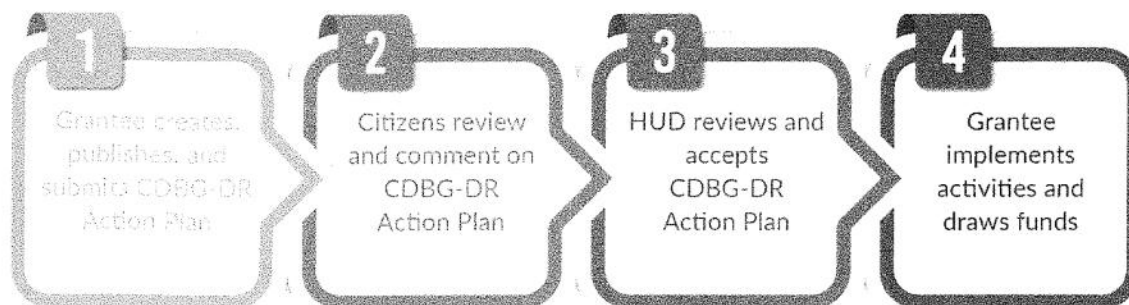 1
Grantee creates,
publishes, and
submits CDBG-DR
Action Plan
2
Citizens review
and comment on
CDBG-DR
Action Plan
3
HUD reviews and
accepts
CDBG-DR
Action Plan
4
Grantee
implements
activities and
draws funds